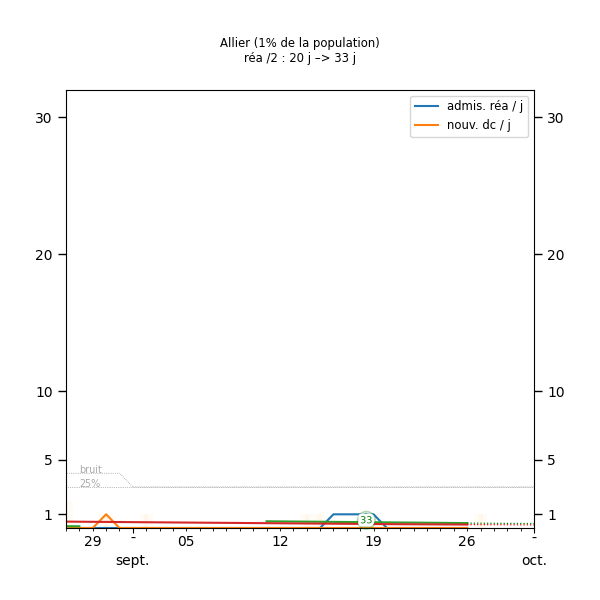 Allier (1% de la population)
réa /2 : 20 j –> 33 j
admis. réa / j
nouv. dc / j
30
30
20
20
10
10
5
5
bruit
25%
1
1
33
29
-
05
12
19
26
-
sept.
oct.